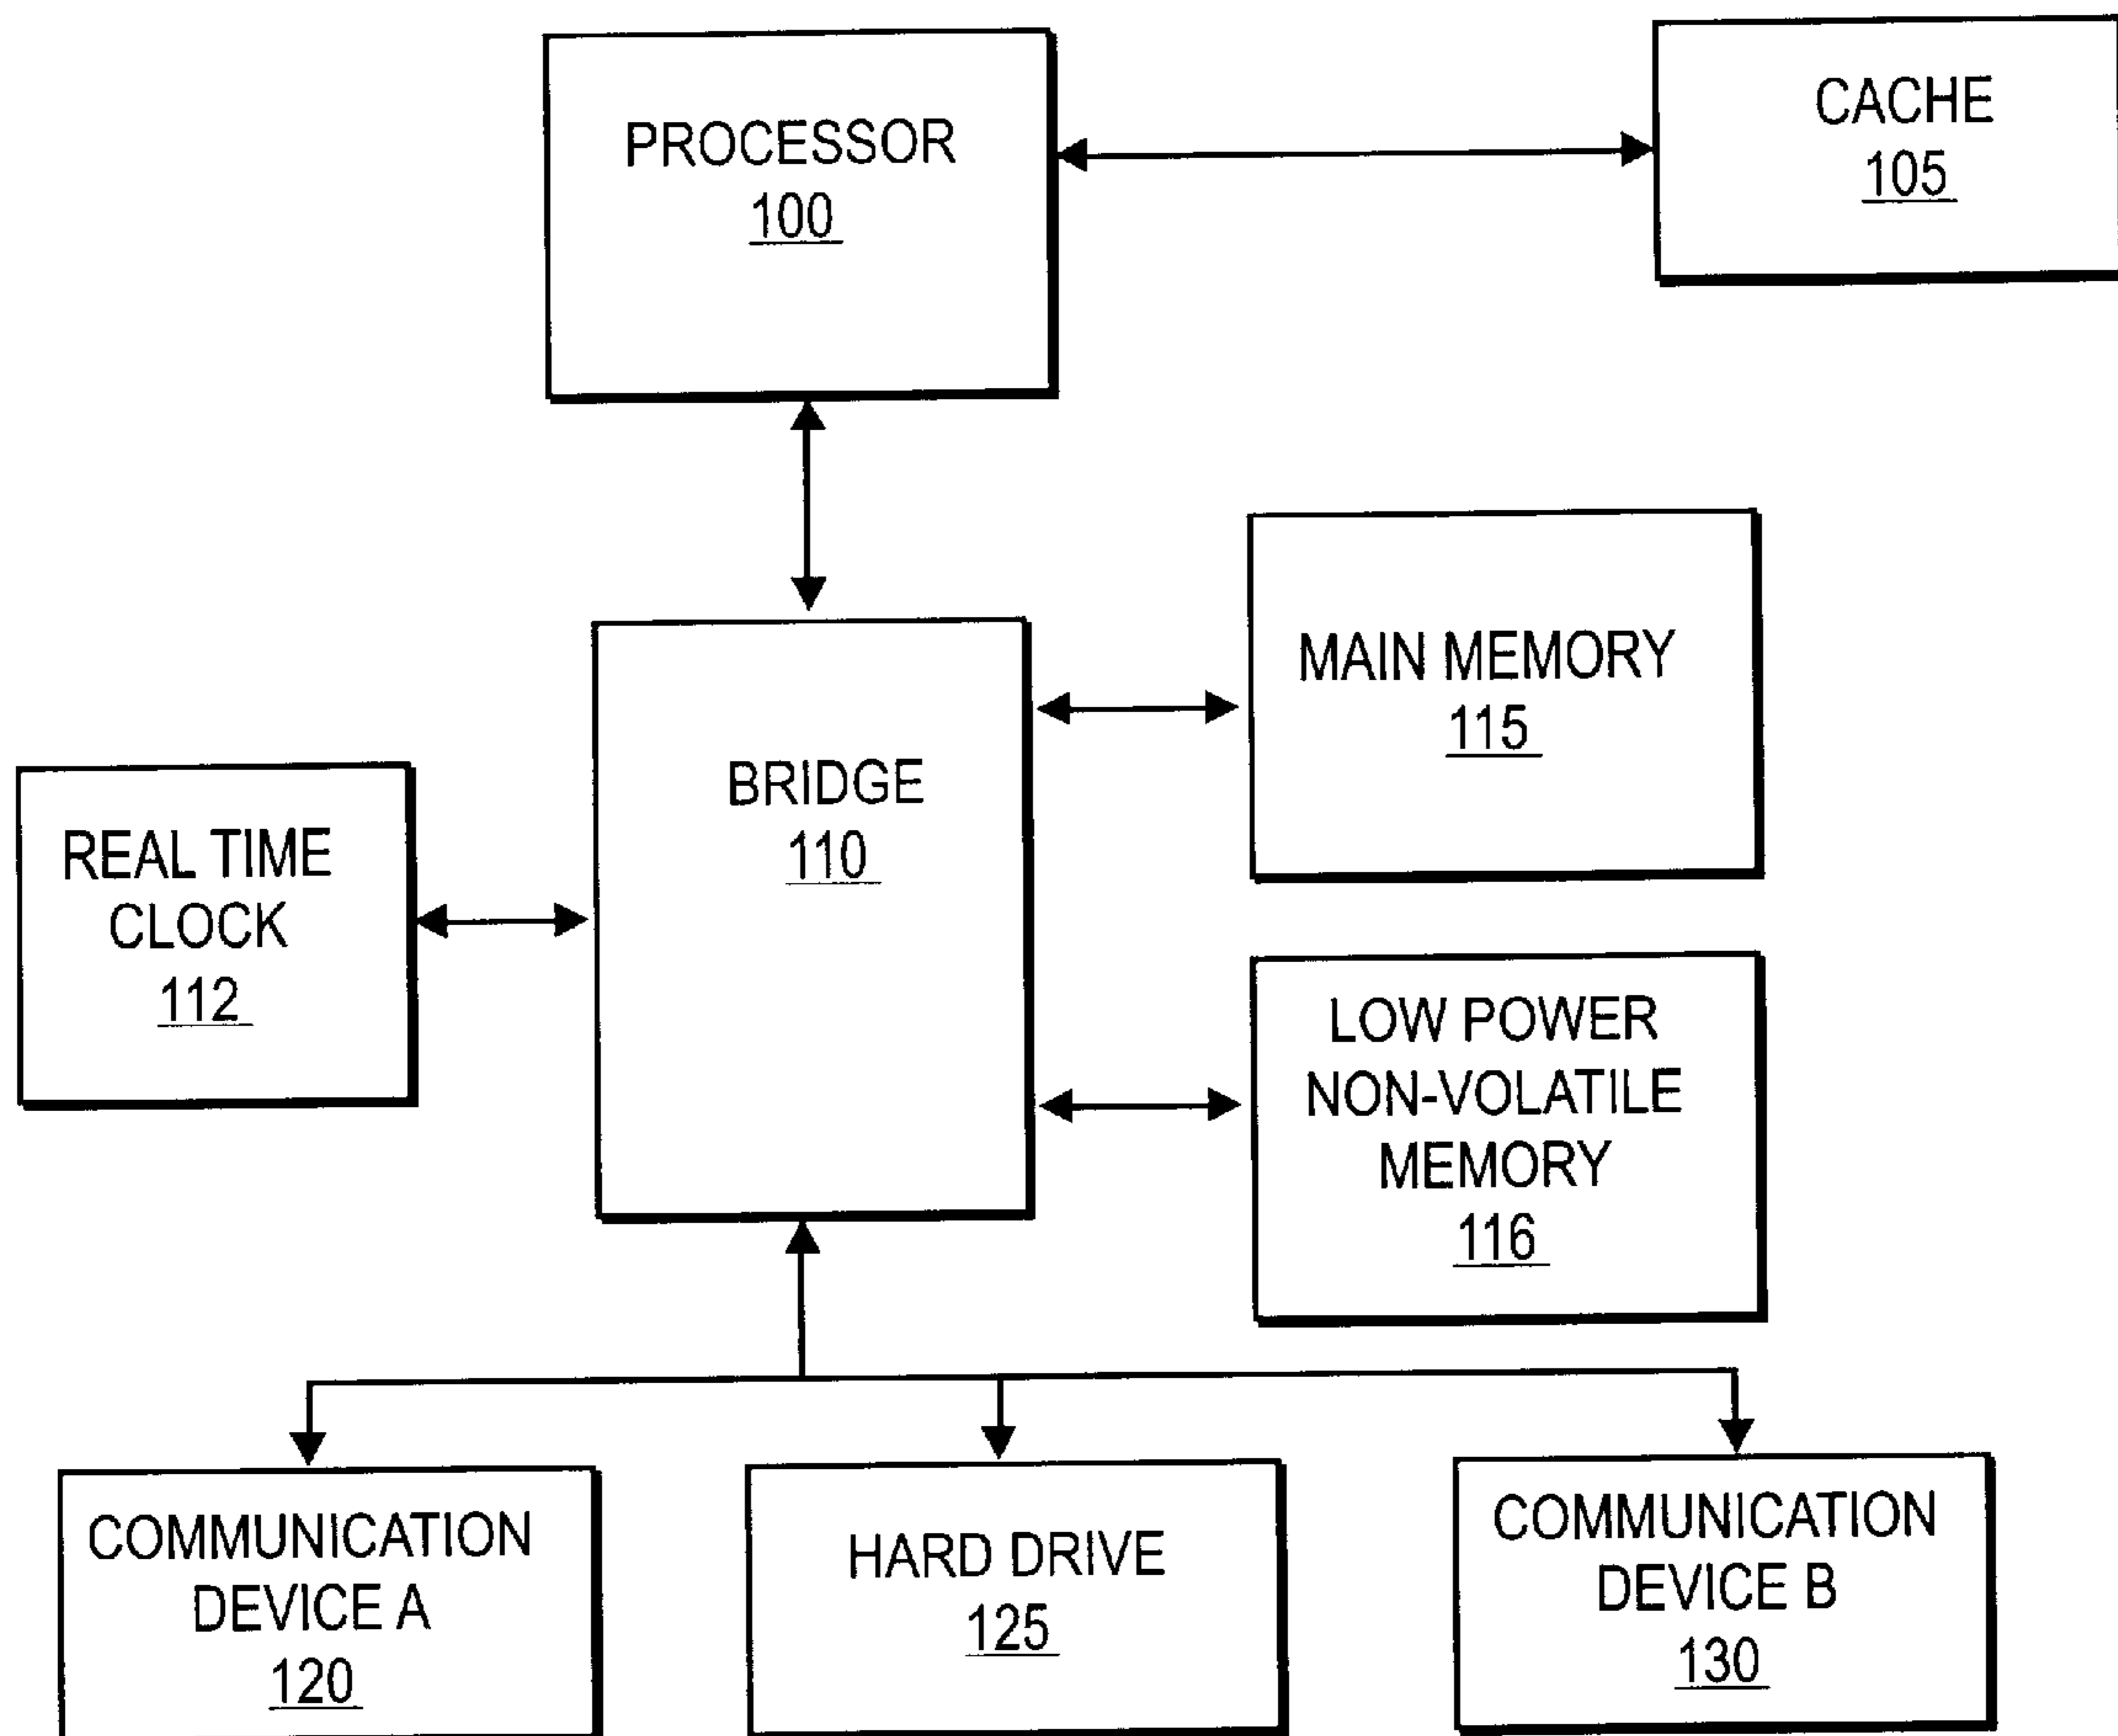 PROCESSOR
100
CACHE
105
MAIN MEMORY
115
BRIDGE
110
REAL TIME
CLOCK
112
LOW POWER
NON-VOLATILE
MEMORY
116
COMMUNICATION
DEVICE A
120
HARD DRIVE
125
COMMUNICATION
DEVICE B
130